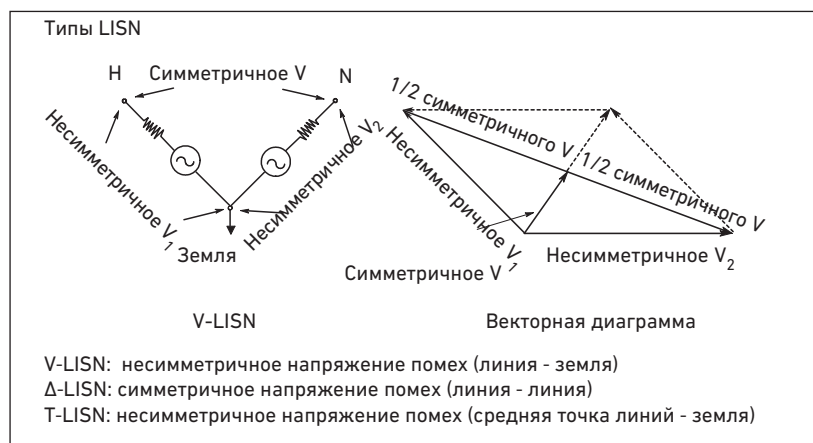 Типы LISN
H Симметричное V N
Несимметричное V₁
Несимметричное V₂
Земля
1/2 симметричого V
1/2 симметричного V
Несимметричное V₁
Симметричное V
Несимметричное V₂
V-LISN
Векторная диаграмма
V-LISN: несимметричное напряжение помех (линия - земля)
Δ-LISN: симметричное напряжение помех (линия - линия)
T-LISN: несимметричное напряжение помех (средняя точка линий - земля)